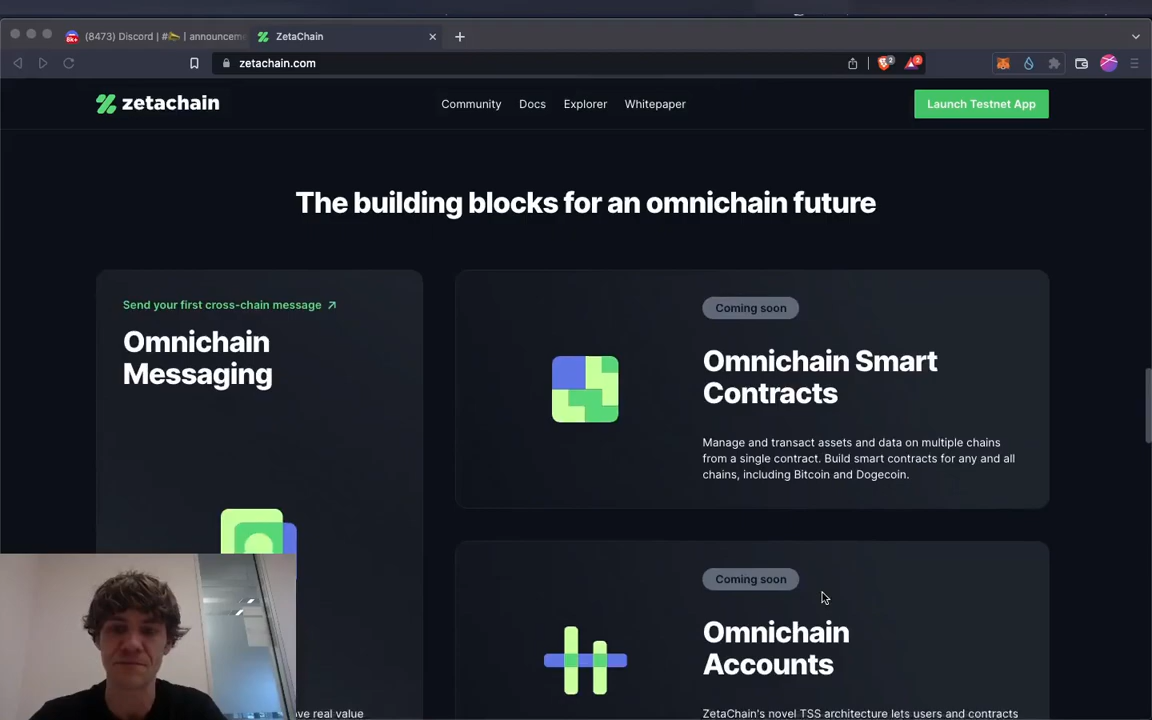 (8473) Discord | # | announcem
ZetaChain
zetachain.com
2
2
zetachain
Community
Docs
Explorer
Whitepaper
Launch Testnet App
The building blocks for an omnichain future
Send your first cross-chain message
Omnichain
Messaging
Coming soon
Omnichain Smart
Contracts
Manage and transact assets and data on multiple chains
from a single contract. Build smart contracts for any and all
chains, including Bitcoin and Dogecoin.
Coming soon
Omnichain
Accounts
ve real value
ZetaChain's novel TSS architecture lets users and contracts